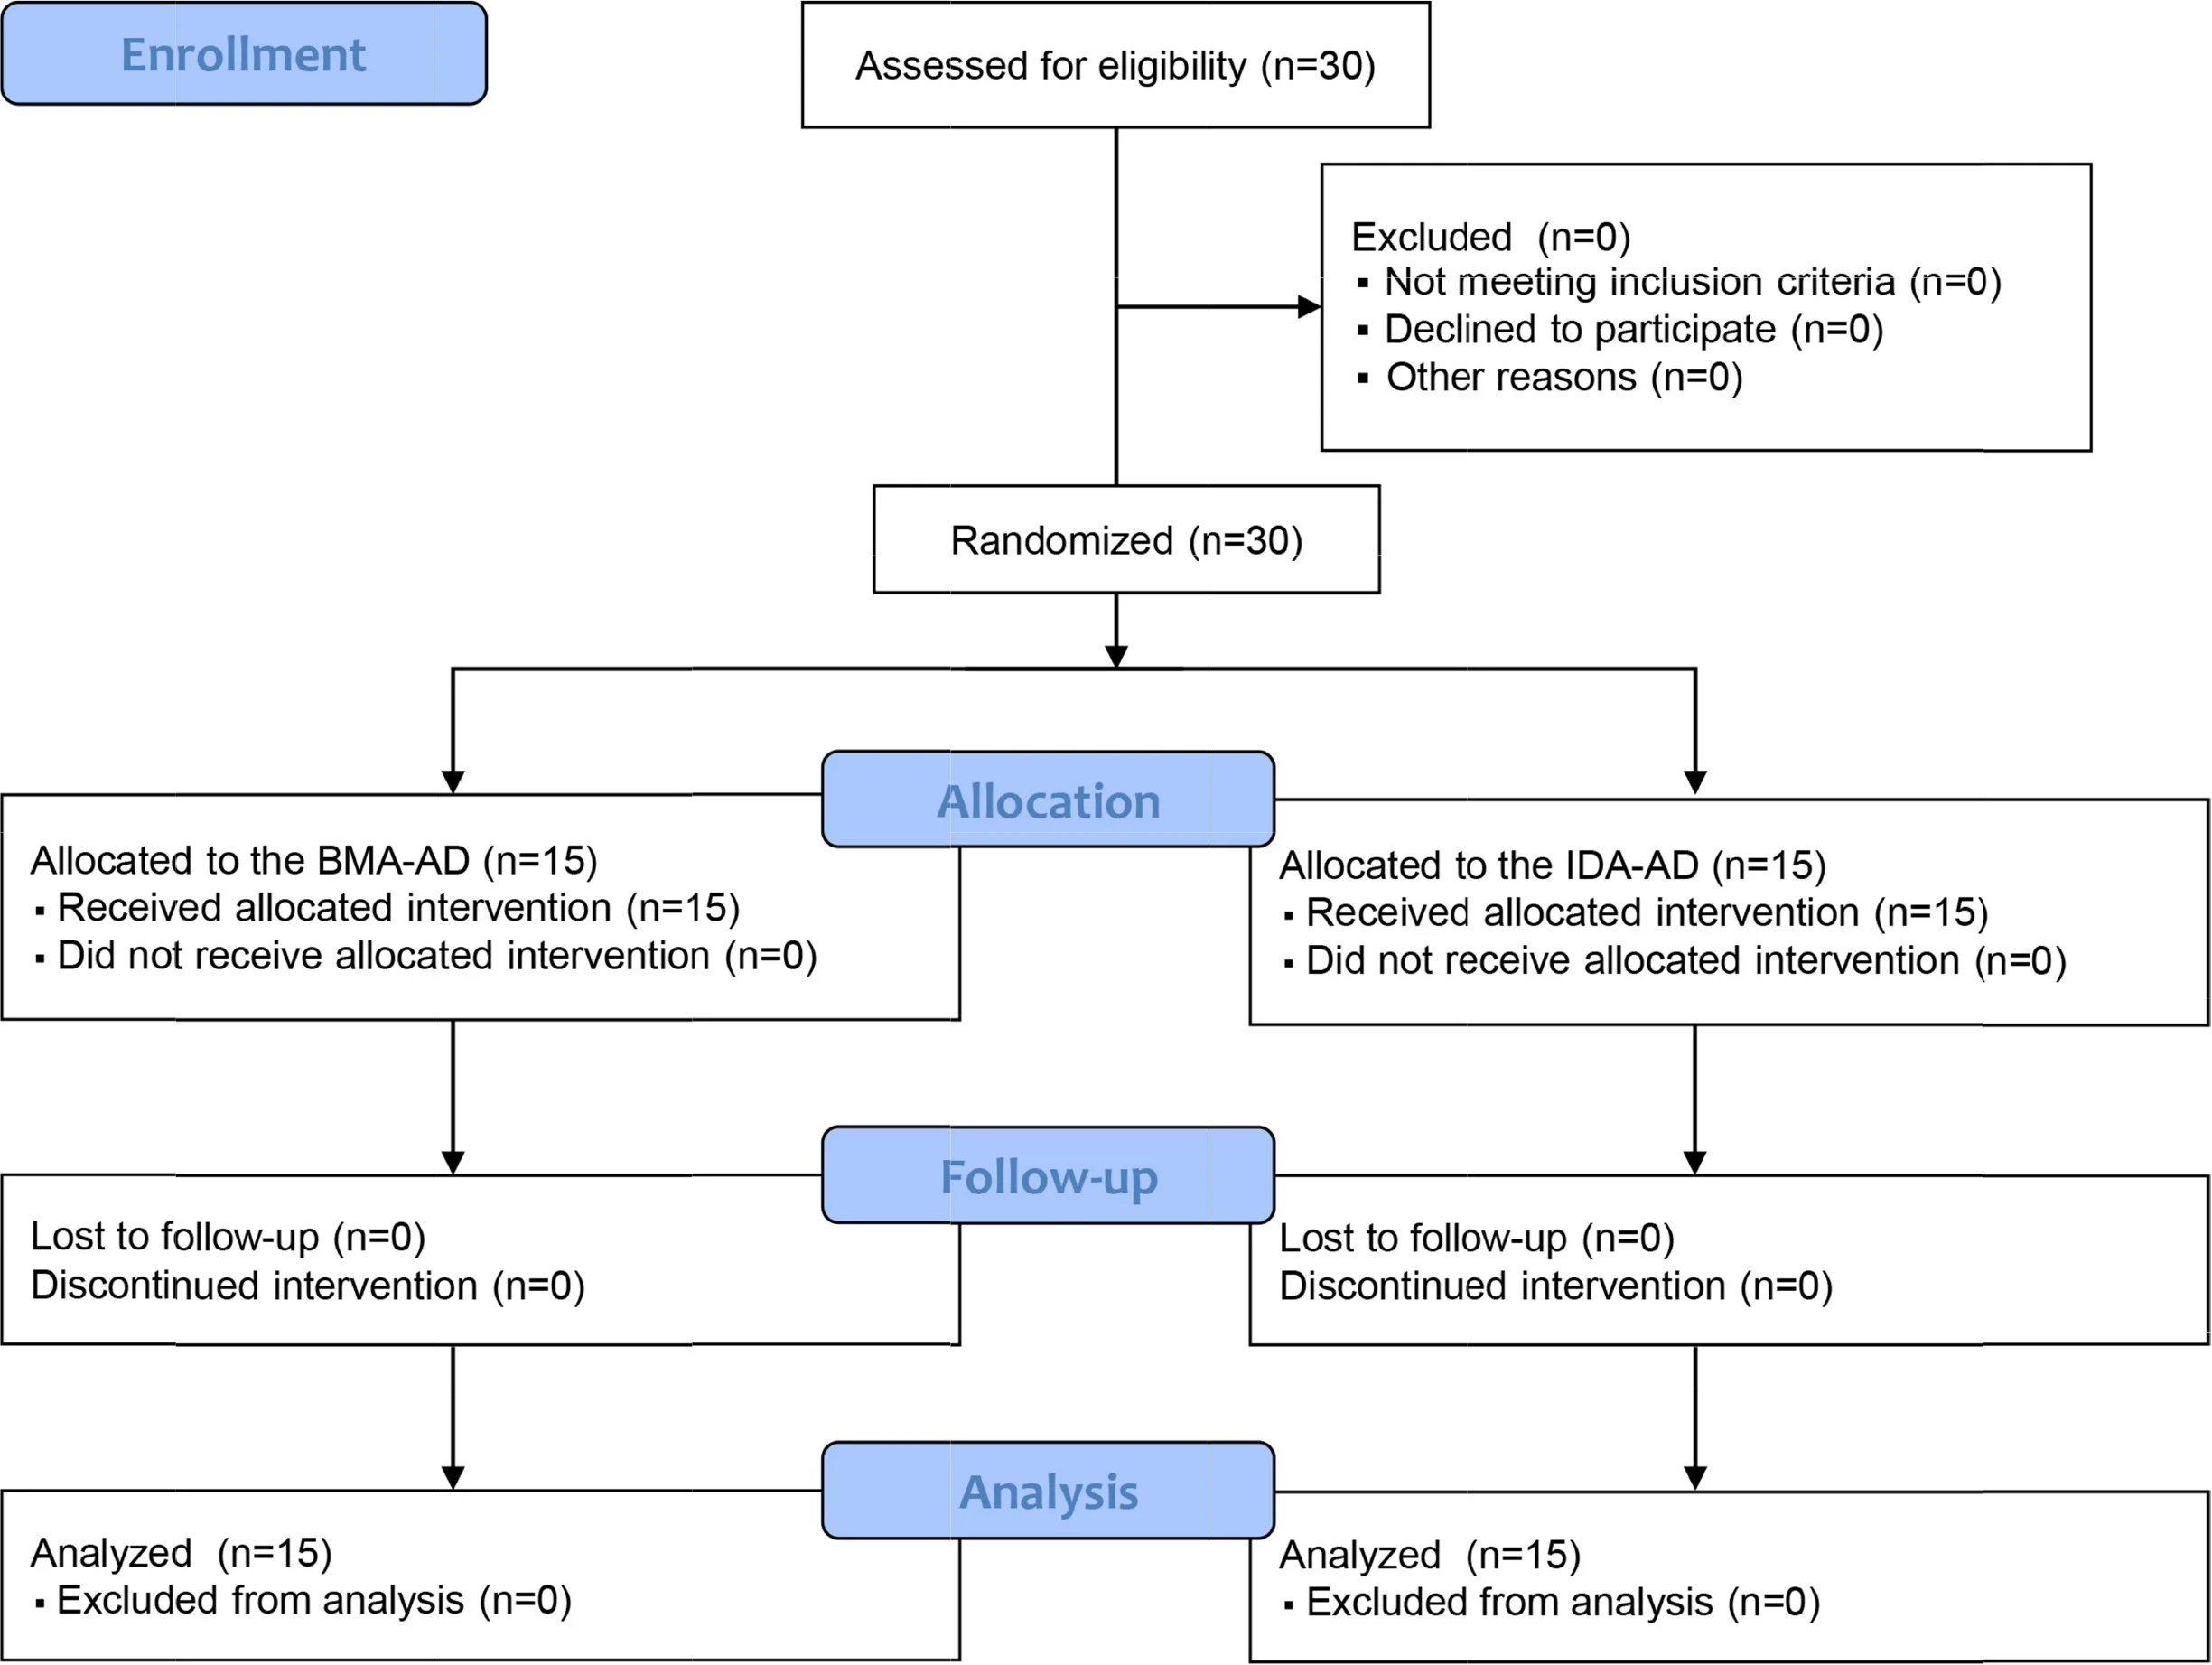 Enrollment
Assessed for eligibility (n=30)
Excluded  (n=0)
▪ Not meeting inclusion criteria (n=0)
▪ Declined to participate (n=0)
▪ Other reasons (n=0)
Randomized (n=30)
Allocation
Allocated to the BMA-AD (n=15)
▪ Received allocated intervention (n=15)
▪ Did not receive allocated intervention (n=0)
Allocated to the IDA-AD (n=15)
▪ Received allocated intervention (n=15)
▪ Did not receive allocated intervention (n=0)
Follow-up
Lost to follow-up (n=0)
Discontinued intervention (n=0)
Lost to follow-up (n=0)
Discontinued intervention (n=0)
Analysis
Analyzed  (n=15)
▪ Excluded from analysis (n=0)
Analyzed  (n=15)
▪ Excluded from analysis (n=0)